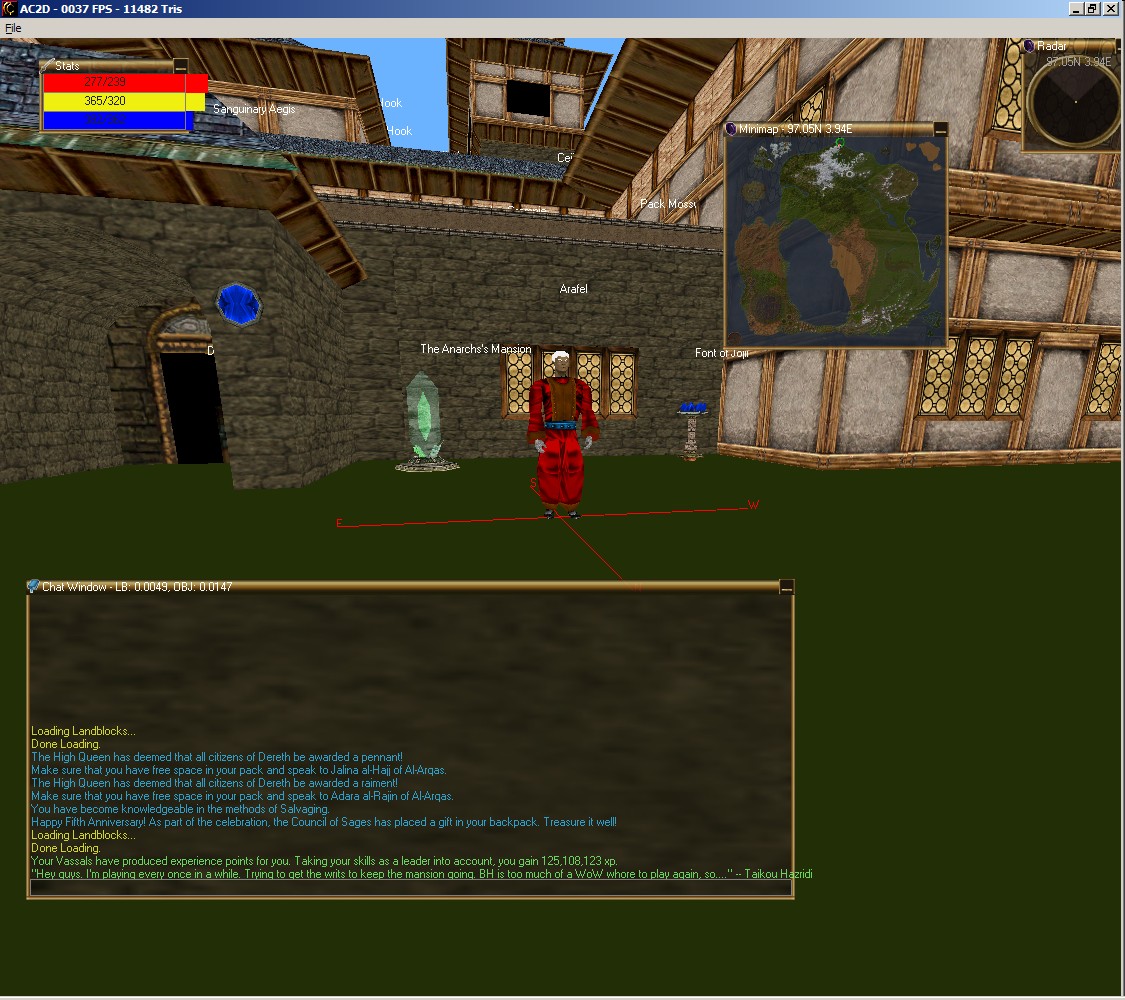 AC2D - 0037 FPS - 11482 Tris
File
Stats
277/239
365/320
Sanguinary Aegis
Hook
Hook
Radar
97.05N 3.94E
Minimap - 97.05N 3.94E
Pack Moss
Arafel
The Anarchs's Mansion
Font of Jojii
D
S
E
W
Chat Window - LB: 0.0049, OBJ: 0.0147
Loading Landblocks...
Done Loading.
The High Queen has deemed that all citizens of Dereth be awarded a pennant!
Make sure that you have free space in your pack and speak to Jalina al-Hajj of Al-Arqas.
The High Queen has deemed that all citizens of Dereth be awarded a raiment!
Make sure that you have free space in your pack and speak to Adara al-Rajin of Al-Arqas.
You have become knowledgeable in the methods of Salvaging.
Happy Fifth Anniversary! As part of the celebration, the Council of Sages has placed a gift in your backpack. Treasure it well!
Loading Landblocks...
Done Loading.
Your Vassals have produced experience points for you. Taking your skills as a leader into account, you gain 125,108,123 xp.
"Hey guys. I'm playing every once in a while. Trying to get the writs to keep the mansion going. BH is too much of a WoW whore to play again, so...." -- Taikou Hazridi